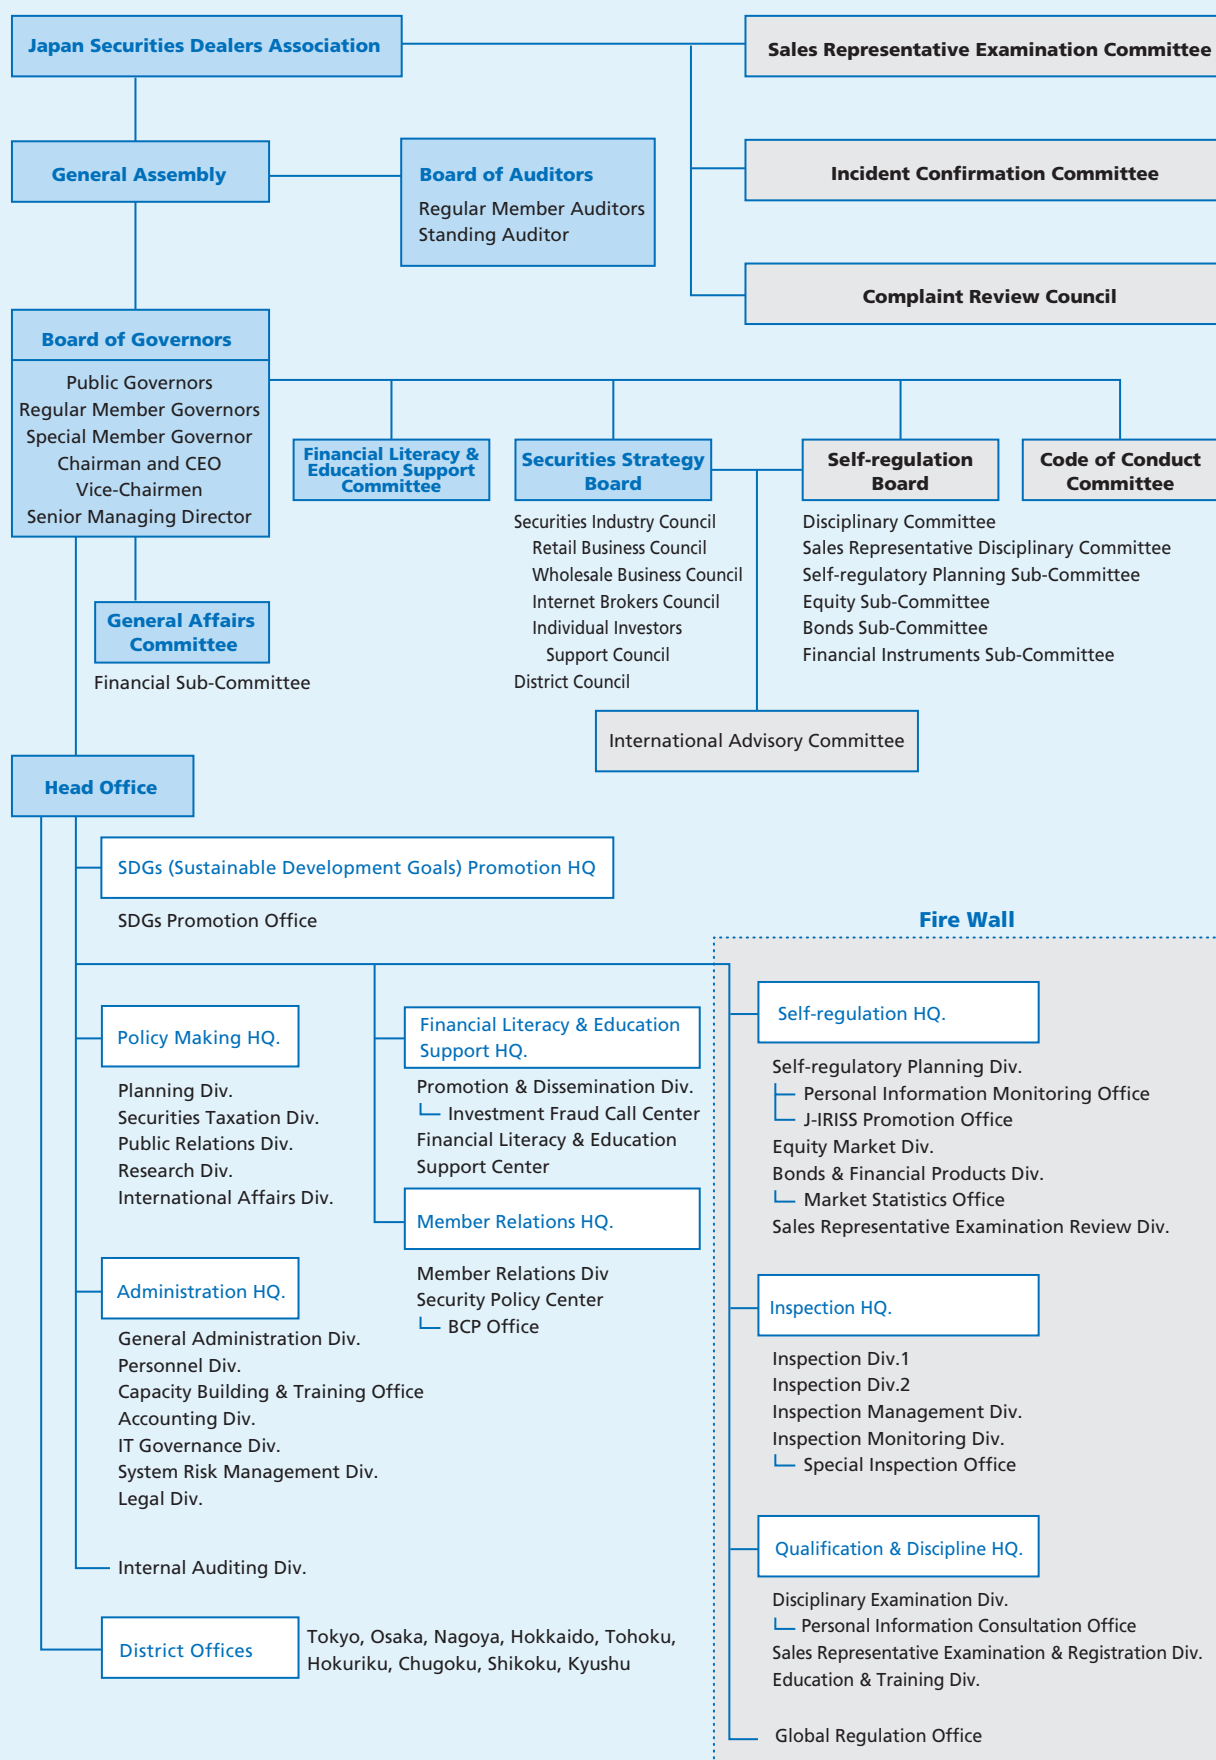 Japan Securities Dealers Association
Sales Representative Examination Committee
General Assembly
Board of Auditors
Regular Member Auditors
Standing Auditor
Incident Confirmation Committee
Complaint Review Council
Board of Governors
Public Governors
Regular Member Governors
Special Member Governor
Chairman and CEO
Vice-Chairmen
Senior Managing Director
Financial Literacy &
Education Support
Committee
Securities Strategy
Board
Securities Industry Council
Retail Business Council
Wholesale Business Council
Internet Brokers Council
Individual Investors
Support Council
District Council
Self-regulation
Board
Disciplinary Committee
Sales Representative Disciplinary Committee
Self-regulatory Planning Sub-Committee
Equity Sub-Committee
Bonds Sub-Committee
Financial Instruments Sub-Committee
Code of Conduct
Committee
General Affairs
Committee
Financial Sub-Committee
International Advisory Committee
Head Office
SDGs (Sustainable Development Goals) Promotion HQ
SDGs Promotion Office
Policy Making HQ.
Planning Div.
Securities Taxation Div.
Public Relations Div.
Research Div.
International Affairs Div.
Financial Literacy & Education
Support HQ.
Promotion & Dissemination Div.
Investment Fraud Call Center
Financial Literacy & Education
Support Center
Member Relations HQ.
Member Relations Div
Security Policy Center
BCP Office
Administration HQ.
General Administration Div.
Personnel Div.
Capacity Building & Training Office
Accounting Div.
IT Governance Div.
System Risk Management Div.
Legal Div.
Internal Auditing Div.
District Offices
Tokyo, Osaka, Nagoya, Hokkaido, Tohoku,
Hokuriku, Chugoku, Shikoku, Kyushu
Fire Wall
Self-regulation HQ.
Self-regulatory Planning Div.
Personal Information Monitoring Office
J-IRISS Promotion Office
Equity Market Div.
Bonds & Financial Products Div.
Market Statistics Office
Sales Representative Examination Review Div.
Inspection HQ.
Inspection Div.1
Inspection Div.2
Inspection Management Div.
Inspection Monitoring Div.
Special Inspection Office
Qualification & Discipline HQ.
Disciplinary Examination Div.
Personal Information Consultation Office
Sales Representative Examination & Registration Div.
Education & Training Div.
Global Regulation Office